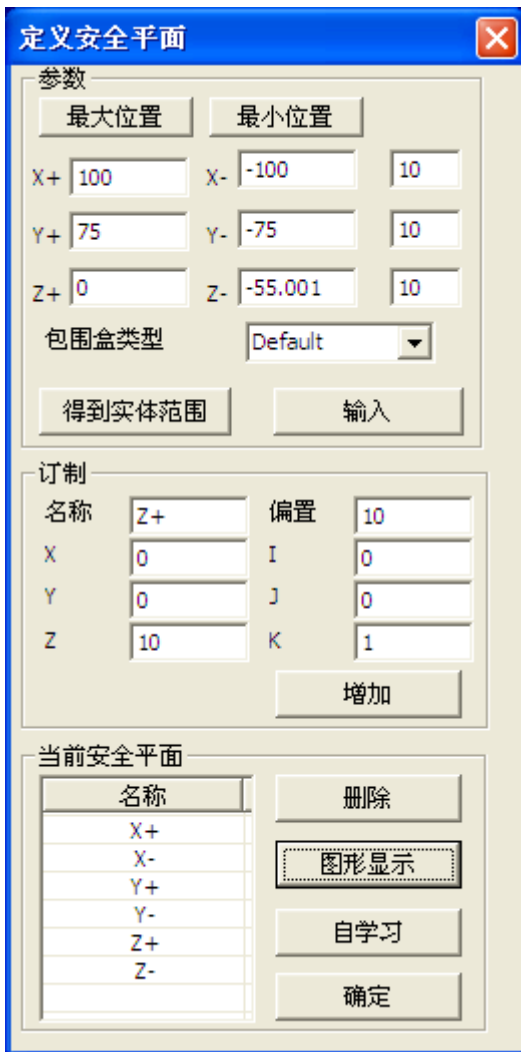 定义安全平面
参数
最大位置 最小位置
X+ 100 X- -100 10
Y+ 75 Y- -75 10
Z+ 0 Z- -55.001 10
包围盒类型 Default
得到实体范围 输入
订制
名称 Z+ 偏置 10
X 0 I 0
Y 0 J 0
Z 10 K 1
增加
当前安全平面
名称 删除
X+
X- 图形显示
Y+
Y- 自学习
Z+
Z- 确定